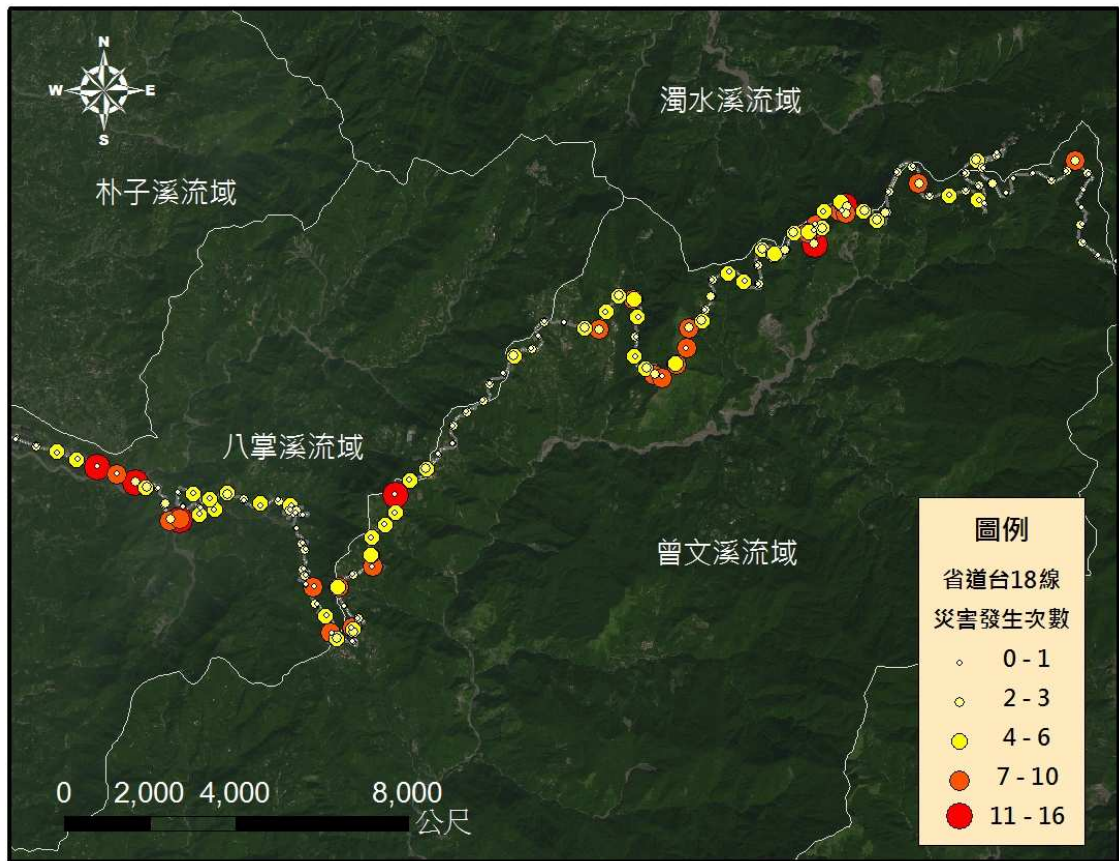 N
W E
S
濁水溪流域
朴子溪流域
八掌溪流域
曾文溪流域
圖例
省道台18線
災害發生次數
0 - 1
2 - 3
4 - 6
7 - 10
11 - 16
0 2,000 4,000 8,000
公尺